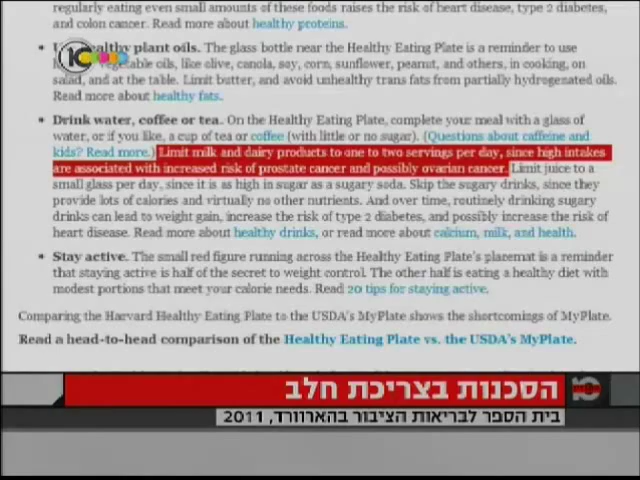 regularly eating even small amounts of these foods raises the risk of heart disease, type 2 diabetes,
and colon cancer. Read more about healthy proteins.
healthy plant oils. The glass bottle near the Healthy Eating Plate is a reminder to use
vegetable oils, like olive, canola, soy, corn, sunflower, peanut, and others, in cooking, on
salad, and at the table. Limit butter, and avoid unhealthy trans fats from partially hydrogenated oils.
Read more about healthy fats.
• Drink water, coffee or tea. On the Healthy Eating Plate, complete your meal with a glass of
water, or if you like, a cup of tea or coffee (with little or no sugar). (Questions about caffeine and
kids? Read more.) Limit milk and dairy products to one to two servings per day, since high intakes
are associated with increased risk of prostate cancer and possibly ovarian cancer. Limit juice to a
small glass per day, since it is as high in sugar as a sugary soda. Skip the sugary drinks, since they
provide lots of calories and virtually no other nutrients. And over time, routinely drinking sugary
drinks can lead to weight gain, increase the risk of type 2 diabetes, and possibly increase the risk of
heart disease. Read more about healthy drinks, or read more about calcium, milk, and health.
• Stay active. The small red figure running across the Healthy Eating Plate's placemat is a reminder
that staying active is half of the secret to weight control. The other half is eating a healthy diet with
modest portions that meet your calorie needs. Read 20 tips for staying active.
Comparing the Harvard Healthy Eating Plate to the USDA's MyPlate shows the shortcomings of MyPlate.
Read a head-to-head comparison of the Healthy Eating Plate vs. the USDA's MyPlate.
הסכנות בצריכת חלב
בית הספר לבריאות הציבור בהארוורד, 2011